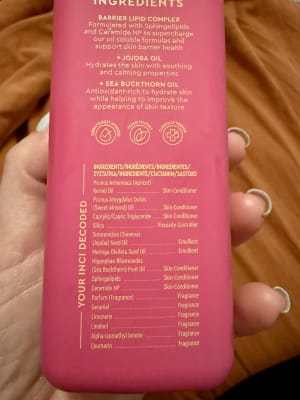 INGREDIENTS
BARRIER LIPID COMPLEX
Formulated with Sphingolipids
and Ceramide NP to supercharge
our oil soluble formulas and
support skin barrier health
+ JOJOBA OIL
Hydrates the skin with soothing
and calming properties
+ SEA BUCKTHORN OIL
Antioxidant-rich to hydrate skin
while helping to improve the
appearance of skin texture
YOUR INCI DECODED
INGREDIENTS/INGRÉDIENTS/INGREDIENTES/
Prunus Armeniaca (Apricot)
Kernel Oil Skin-Conditioner
Prunus Amygdalus Dulcis
(Sweet Almond) Oil Skin-Conditioner
Caprylic/Capric Triglyceride Skin-Conditioner
Silica Viscosity Controller
Simmondsia Chinensis
(Jojoba) Seed Oil Emollient
Moringa Oleifera Seed Oil Emollient
Hippophae Rhamnoides
(Sea Buckthorn) Fruit Oil Skin-Conditioner
Sphingolipids Skin-Conditioner
Ceramide NP Skin-Conditioner
Parfum (Fragrance) Fragrance
Geraniol Fragrance
Limonene Fragrance
Linalool Fragrance
Alpha-isomethyl Ionone Fragrance
Coumarin Fragrance